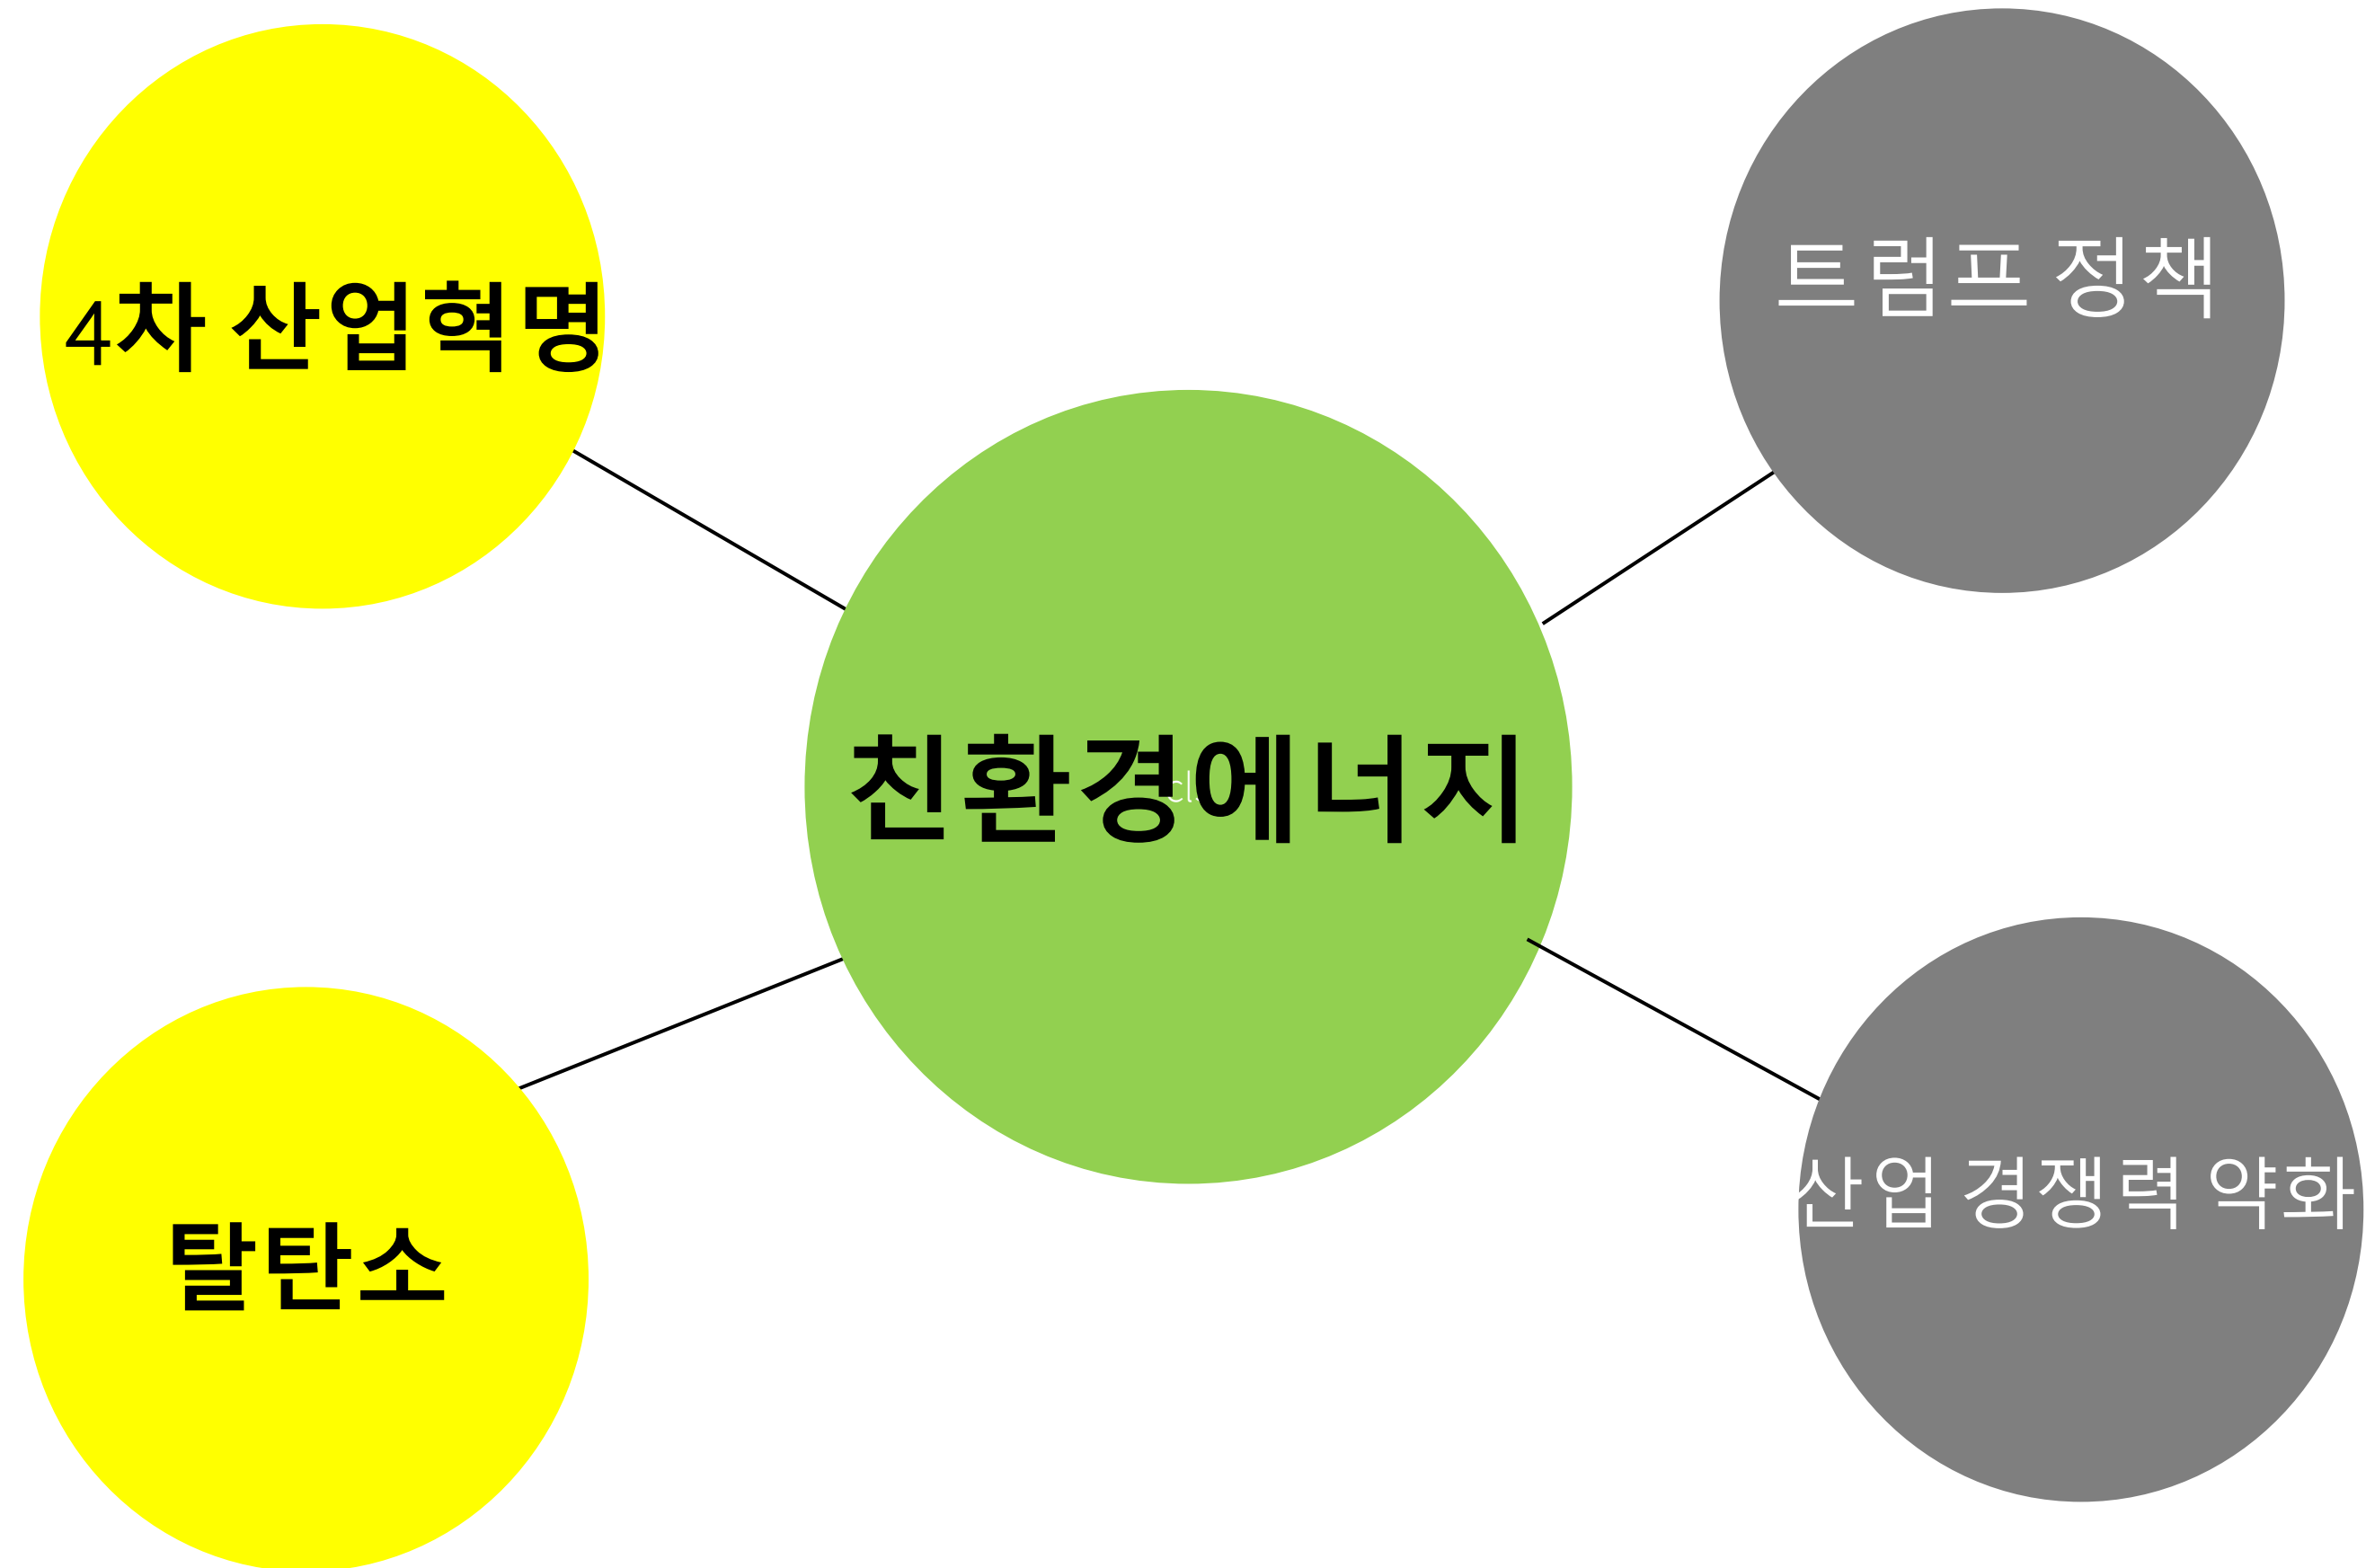 4차 산업혁명
트럼프 정책
친환경에너지
탈탄소
산업 경쟁력 약화